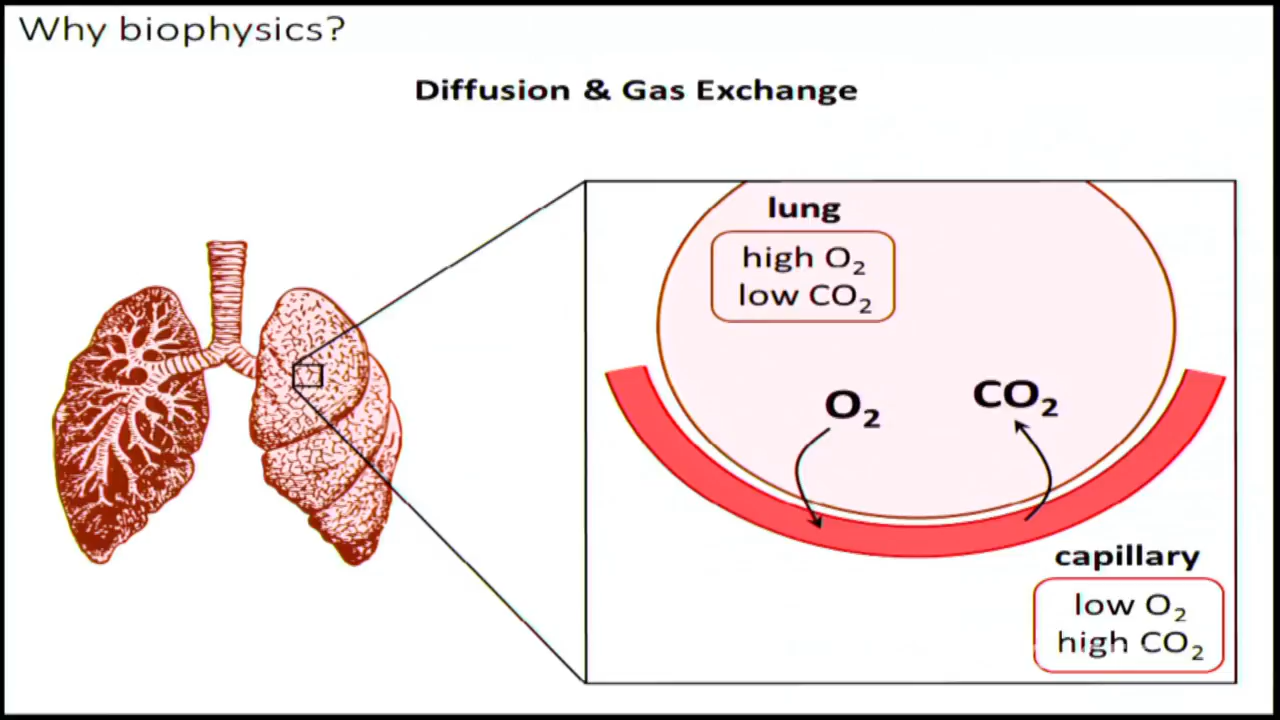 Why biophysics?
Diffusion & Gas Exchange
lung
high O₂
low CO₂
O₂
CO₂
capillary
low O₂
high CO₂